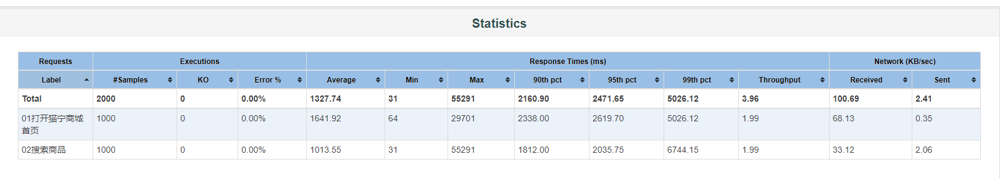 Statistics
Requests Executions Response Times (ms) Network (KB/sec)
Label #Samples KO Error % Average Min Max 90th pct 95th pct 99th pct Throughput Received Sent
Total 2000 0 0.00% 1327.74 31 55291 2160.90 2471.65 5026.12 3.96 100.69 2.41
01打开猫宁商城 1000 0 0.00% 1641.92 64 29701 2338.00 2619.70 5026.12 1.99 68.13 0.35
首页
02搜索商品 1000 0 0.00% 1013.55 31 55291 1812.00 2035.75 6744.15 1.99 33.12 2.06